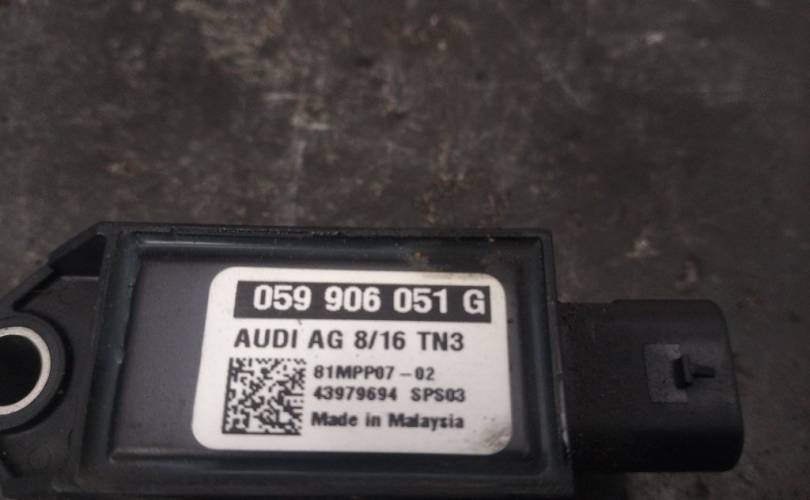 059 906 051 G
AUDI AG 8/16 TN3
81MPP07-02
43979694 SPS03
Made in Malaysia